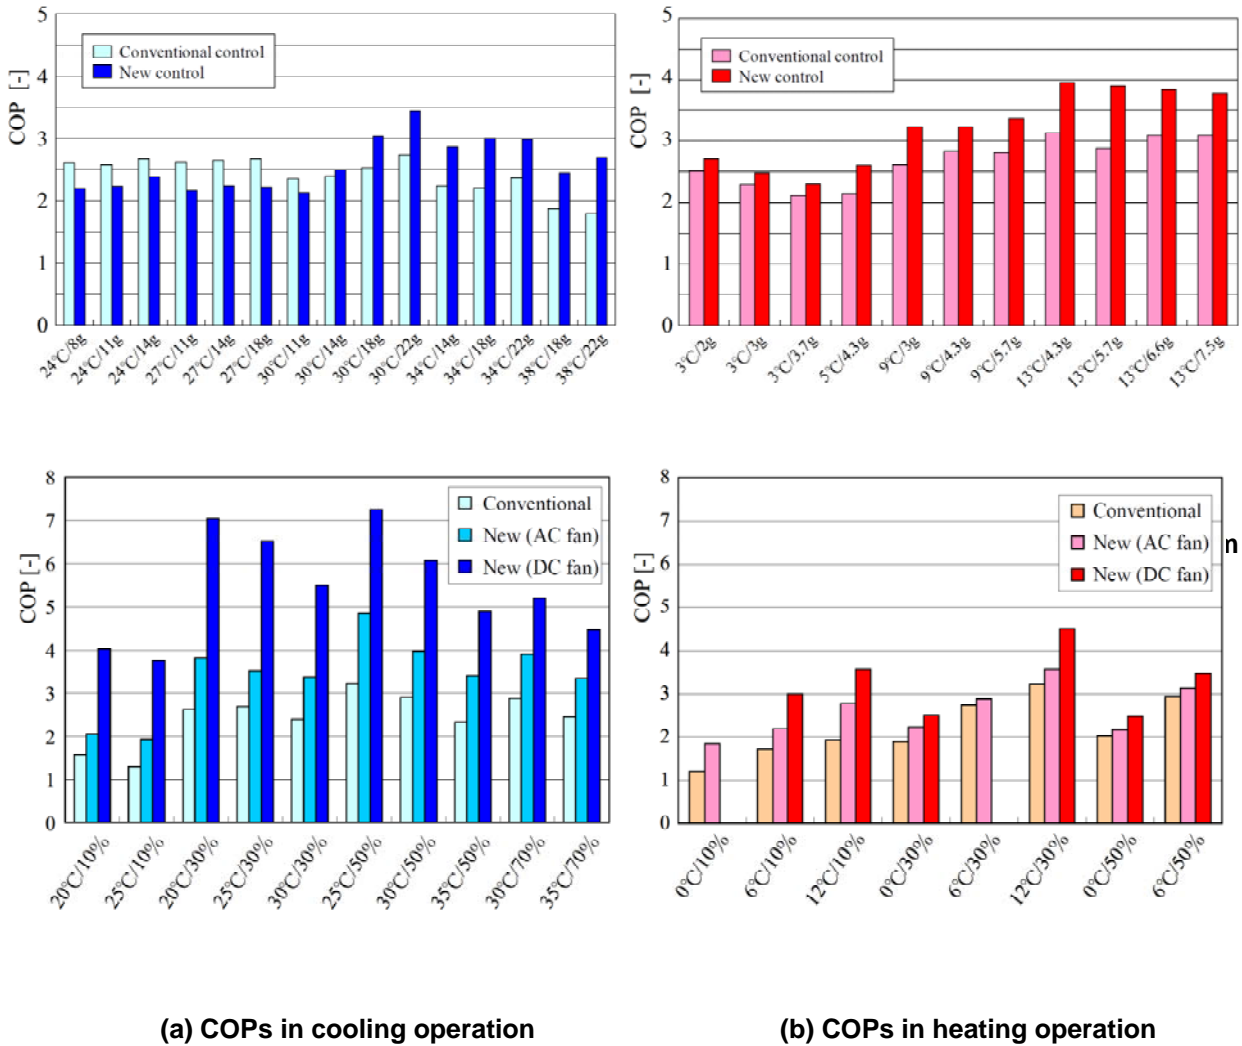 5
4
3
2
1
0
COP [-]
Conventional control
New control
24℃/8g
24℃/11g
24℃/14g
27℃/11g
27℃/14g
27℃/18g
30℃/11g
30℃/14g
30℃/18g
30℃/22g
34℃/14g
34℃/18g
34℃/22g
38℃/18g
38℃/22g
5
4
3
2
1
0
COP [-]
Conventional control
New control
3℃/2g
3℃/3g
3℃/3.7g
5℃/4.3g
9℃/3g
9℃/4.3g
9℃/5.7g
13℃/4.3g
13℃/5.7g
13℃/6.6g
13℃/7.5g
8
7
6
5
4
3
2
1
0
COP [-]
Conventional
New (AC fan)
New (DC fan)
20℃/10%
25℃/10%
20℃/30%
25℃/30%
30℃/30%
25℃/50%
30℃/50%
35℃/50%
30℃/70%
35℃/70%
8
7
6
5
4
3
2
1
0
COP [-]
Conventional
New (AC fan)
New (DC fan)
0℃/10%
6℃/10%
12℃/10%
0℃/30%
6℃/30%
12℃/30%
0℃/50%
6℃/50%
(a) COPs in cooling operation
(b) COPs in heating operation